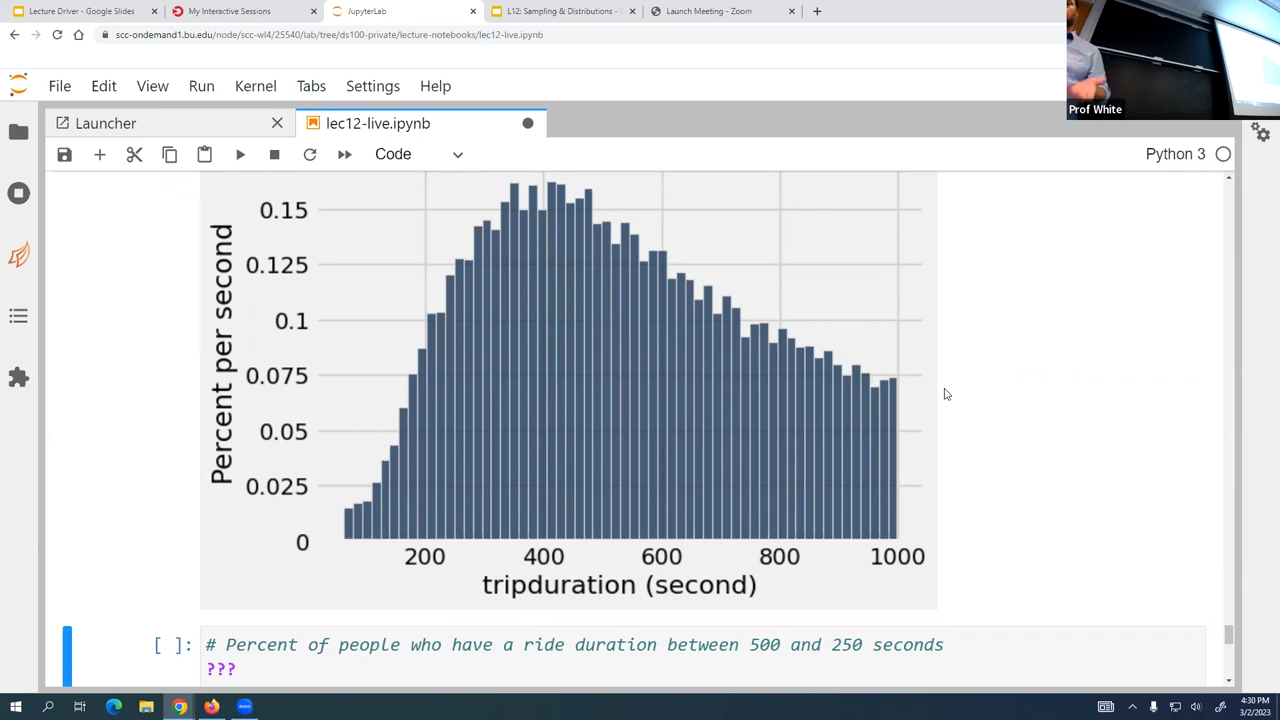 Lecture Driver - Google Slides
My Interactive Sessions
JupyterLab
L12: Sampling & Distributions - G
Launch Meeting - Zoom
scc-ondemand1.bu.edu/node/scc-wl4/25540/lab/tree/ds100-private/lecture-notebooks/lec12-live.ipynb
File Edit View Run Kernel Tabs Settings Help
Prof White
Launcher
lec12-live.ipynb
Code
Python 3
0.15
0.125
0.1
0.075
0.05
0.025
0
Percent per second
200 400 600 800 1000
tripduration (second)
[ ]: # Percent of people who have a ride duration between 500 and 250 seconds
???
4:30 PM
3/2/2023